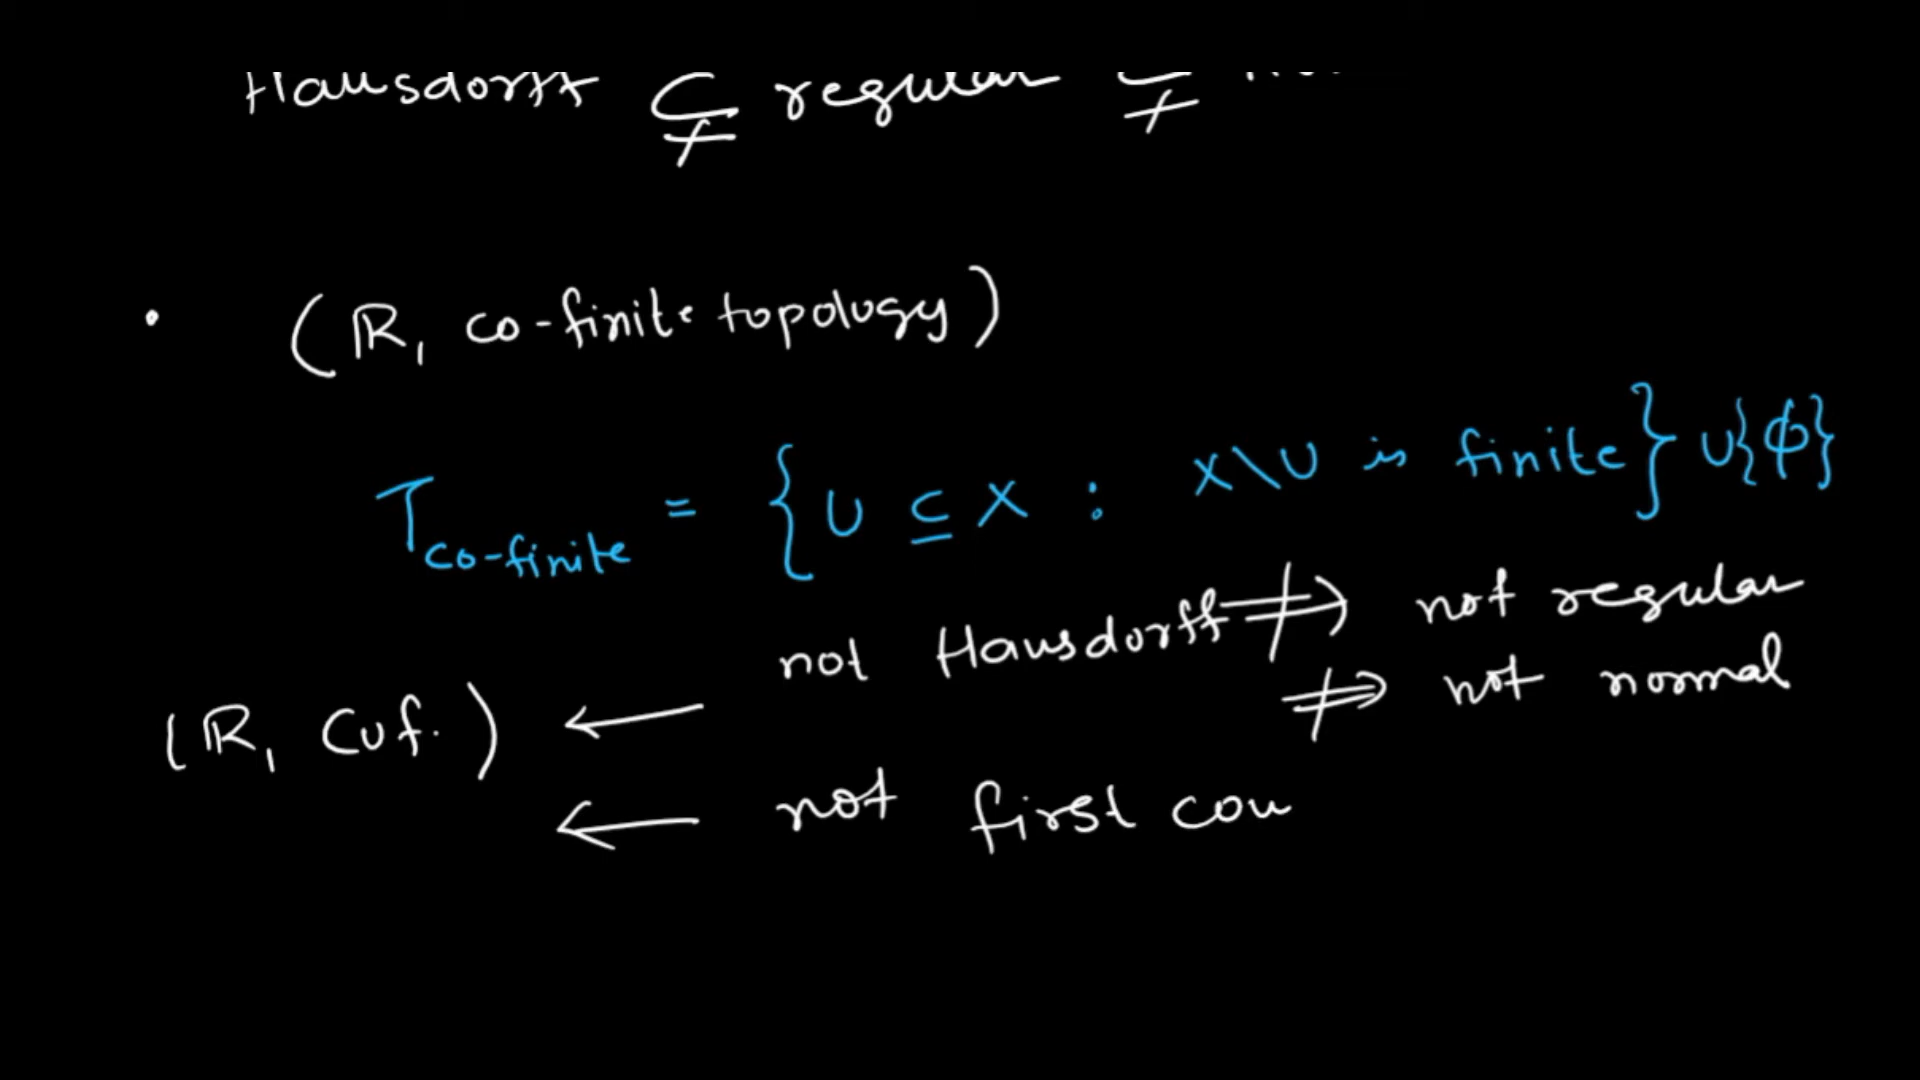 Hausdorff ⊊ regular ⊊
• (ℝ, co-finite topology)
T_co-finite = {U ⊆ X : X\U is finite} ∪ {ϕ}
not Hausdorff ⇏ not regular
⇏ not normal
(ℝ, Cof.) ←
← not first cou